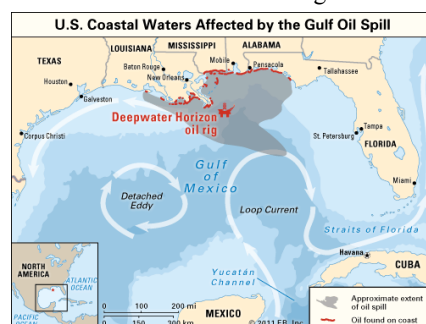 U.S. Coastal Waters Affected by the Gulf Oil Spill
LOUISIANA
MISSISSIPPI
ALABAMA
TEXAS
Baton Rouge
Mobile
Pensacola
Tallahassee
Houston
New Orleans
Galveston
Deepwater Horizon
oil rig
Corpus Christi
St. Petersburg
Tampa
FLORIDA
Gulf
of
Mexico
Miami
Detached
Eddy
Loop Current
Straits of Florida
Havana
CUBA
NORTH
AMERICA
ATLANTIC
OCEAN
PACIFIC
OCEAN
Yucatán
Channel
0 100 200 mi
0 150 300 km
MEXICO
© 2011 EB, Inc.
Approximate extent
of oil spill
Oil found on coast